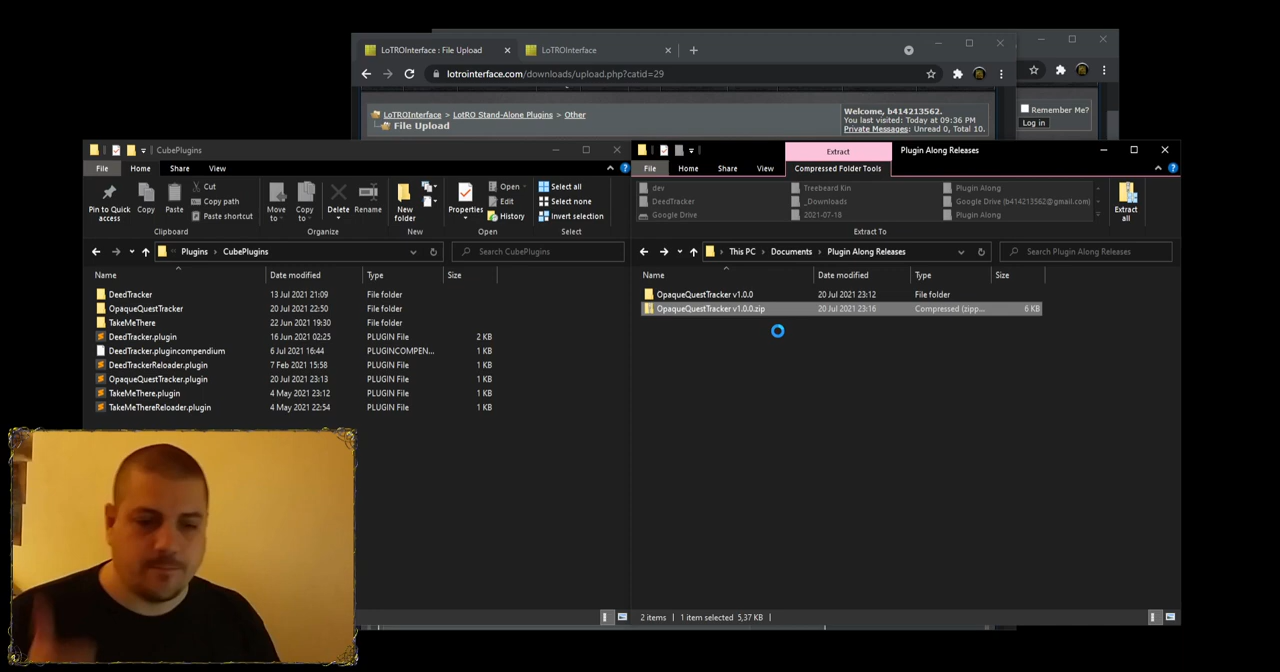 LoTROInterface : File Upload
LoTROInterface
lotrointerface.com/downloads/upload.php?catid=29
LoTROInterface > LotRO Stand-Alone Plugins > Other
File Upload
Welcome, b414213562.
You last visited: Today at 09:36 PM
Private Messages: Unread 0, Total 10.
Remember Me?
Log in
CubePlugins
File Home Share View
Pin to Quick access
Copy
Paste
Cut
Copy path
Paste shortcut
Clipboard
Move to
Copy to
Delete
Rename
Organize
New folder
New
Properties
Open
Edit
History
Open
Select all
Select none
Invert selection
Select
Plugins > CubePlugins
Search CubePlugins
Name Date modified Type Size
DeedTracker 13 Jul 2021 21:09 File folder
OpaqueQuestTracker 20 Jul 2021 22:50 File folder
TakeMeThere 22 Jun 2021 19:30 File folder
DeedTracker.plugin 16 Jun 2021 02:25 PLUGIN File 2 KB
DeedTracker.plugincompendium 6 Jul 2021 16:44 PLUGINCOMPEN... 1 KB
DeedTrackerReloader.plugin 7 Feb 2021 15:58 PLUGIN File 1 KB
OpaqueQuestTracker.plugin 20 Jul 2021 23:13 PLUGIN File 1 KB
TakeMeThere.plugin 4 May 2021 23:12 PLUGIN File 1 KB
TakeMeThereReloader.plugin 4 May 2021 22:54 PLUGIN File 1 KB
Extract
Plugin Along Releases
File Home Share View Compressed Folder Tools
dev Treebeard Kin Plugin Along
DeedTracker _Downloads Google Drive (b414213562@gmail.com)
Google Drive 2021-07-18 Plugin Along
Extract all
Extract To
This PC > Documents > Plugin Along Releases
Search Plugin Along Releases
Name Date modified Type Size
OpaqueQuestTracker v1.0.0 20 Jul 2021 23:12 File folder
OpaqueQuestTracker v1.0.0.zip 20 Jul 2021 23:16 Compressed (zipp... 6 KB
2 items 1 item selected 5,37 KB